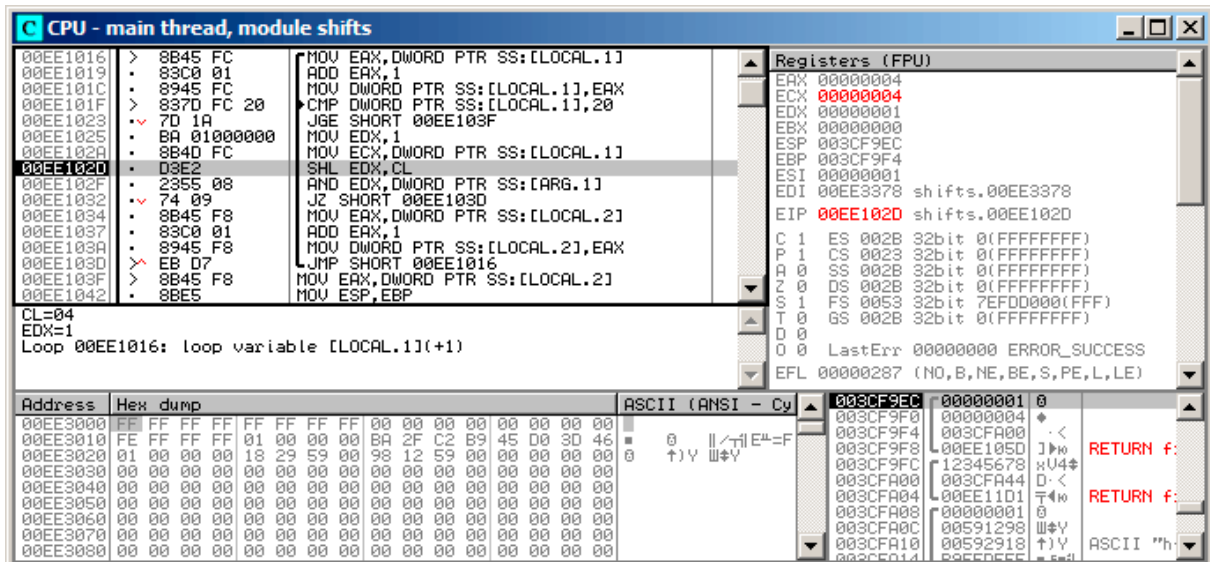 C CPU - main thread, module shifts
00EE1016 > 8B45 FC MOV EAX,DWORD PTR SS:[LOCAL.1]
00EE1019 . 83C0 01 ADD EAX,1
00EE101C . 8945 FC MOV DWORD PTR SS:[LOCAL.1],EAX
00EE101F > 837D FC 20 CMP DWORD PTR SS:[LOCAL.1],20
00EE1023 . 7D 1A JGE SHORT 00EE103F
00EE1025 . BA 01000000 MOV EDX,1
00EE102A . 8B4D FC MOV ECX,DWORD PTR SS:[LOCAL.1]
00EE102D . D3E2 SHL EDX,CL
00EE102F . 2355 08 AND EDX,DWORD PTR SS:[ARG.1]
00EE1032 . 74 09 JZ SHORT 00EE103D
00EE1034 . 8B45 F8 MOV EAX,DWORD PTR SS:[LOCAL.2]
00EE1037 . 83C0 01 ADD EAX,1
00EE103A . 8945 F8 MOV DWORD PTR SS:[LOCAL.2],EAX
00EE103D > EB D7 JMP SHORT 00EE1016
00EE103F > 8B45 F8 MOV EAX,DWORD PTR SS:[LOCAL.2]
00EE1042 . 8BE5 MOV ESP,EBP
CL=04
EDX=1
Loop 00EE1016: loop variable [LOCAL.1](+1)
Registers (FPU)
EAX 00000004
ECX 00000004
EDX 00000001
EBX 00000000
ESP 003CF9EC
EBP 003CF9F4
ESI 00000001
EDI 00EE3378 shifts.00EE3378
EIP 00EE102D shifts.00EE102D
C 1 ES 002B 32bit 0(FFFFFFFF)
P 1 CS 0023 32bit 0(FFFFFFFF)
A 0 SS 002B 32bit 0(FFFFFFFF)
Z 0 DS 002B 32bit 0(FFFFFFFF)
S 1 FS 0053 32bit 7EFDD000(FFF)
T 0 GS 002B 32bit 0(FFFFFFFF)
D 0
O 0 LastErr 00000000 ERROR_SUCCESS
EFL 00000287 (NO,B,NE,BE,S,PE,L,LE)
Address Hex dump ASCII (ANSI - Cy
00EE3000 FF FF FF FF FF FF FF FF 00 00 00 00 00 00 00 00
00EE3010 FE FF FF FF 01 00 00 00 BA 2F C2 B9 45 D0 3D 46
00EE3020 01 00 00 00 18 29 59 00 98 12 59 00 00 00 00 00
00EE3030 00 00 00 00 00 00 00 00 00 00 00 00 00 00 00 00
00EE3040 00 00 00 00 00 00 00 00 00 00 00 00 00 00 00 00
00EE3050 00 00 00 00 00 00 00 00 00 00 00 00 00 00 00 00
00EE3060 00 00 00 00 00 00 00 00 00 00 00 00 00 00 00 00
00EE3070 00 00 00 00 00 00 00 00 00 00 00 00 00 00 00 00
00EE3080 00 00 00 00 00 00 00 00 00 00 00 00 00 00 00 00
003CF9EC 00000001
003CF9F0 00000004 ♦
003CF9F4 003CFA00
003CF9F8 00EE105D RETURN f
003CF9FC 12345678 xV4‡
003CFA00 003CFA44
003CFA04 00EE11D1 RETURN f
003CFA08 00000001
003CFA0C 00591298 Ш‡Y
003CFA10 00592918 ↑)Y ASCII "h